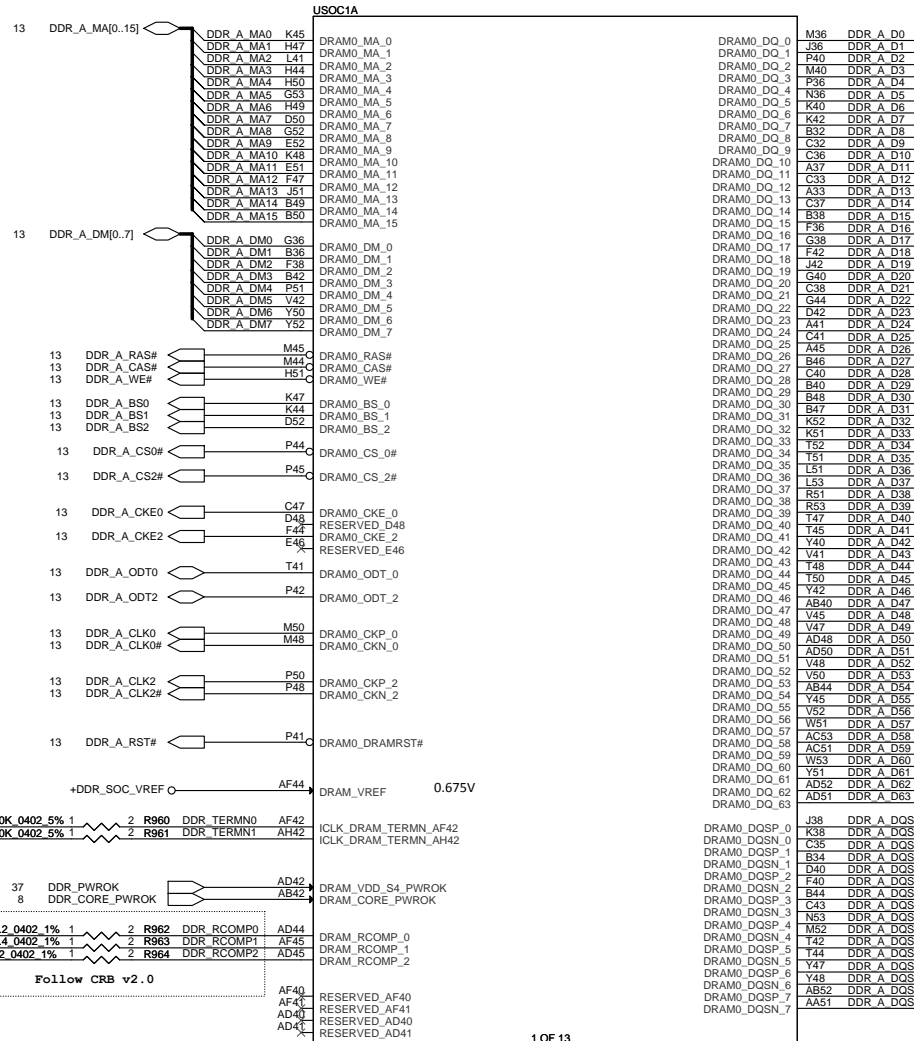 USOC1A
13 DDR_A_MA[0..15]
DDR_A_MA0 K45 DRAM0_MA_0
DDR_A_MA1 H47 DRAM0_MA_1
DDR_A_MA2 L41 DRAM0_MA_2
DDR_A_MA3 H44 DRAM0_MA_3
DDR_A_MA4 H50 DRAM0_MA_4
DDR_A_MA5 G53 DRAM0_MA_5
DDR_A_MA6 H49 DRAM0_MA_6
DDR_A_MA7 D50 DRAM0_MA_7
DDR_A_MA8 G52 DRAM0_MA_8
DDR_A_MA9 E52 DRAM0_MA_9
DDR_A_MA10 K48 DRAM0_MA_10
DDR_A_MA11 E51 DRAM0_MA_11
DDR_A_MA12 F47 DRAM0_MA_12
DDR_A_MA13 J51 DRAM0_MA_13
DDR_A_MA14 B49 DRAM0_MA_14
DDR_A_MA15 B50 DRAM0_MA_15
13 DDR_A_DM[0..7]
DDR_A_DM0 G36 DRAM0_DM_0
DDR_A_DM1 B36 DRAM0_DM_1
DDR_A_DM2 F38 DRAM0_DM_2
DDR_A_DM3 B42 DRAM0_DM_3
DDR_A_DM4 P51 DRAM0_DM_4
DDR_A_DM5 V42 DRAM0_DM_5
DDR_A_DM6 Y50 DRAM0_DM_6
DDR_A_DM7 Y52 DRAM0_DM_7
13 DDR_A_RAS# M45 DRAM0_RAS#
13 DDR_A_CAS# M44 DRAM0_CAS#
13 DDR_A_WE# H51 DRAM0_WE#
13 DDR_A_BS0 K47 DRAM0_BS_0
13 DDR_A_BS1 K44 DRAM0_BS_1
13 DDR_A_BS2 D52 DRAM0_BS_2
13 DDR_A_CS0# P44 DRAM0_CS_0#
13 DDR_A_CS2# P45 DRAM0_CS_2#
13 DDR_A_CKE0 C47 DRAM0_CKE_0
D48 RESERVED_D48
13 DDR_A_CKE2 F44 DRAM0_CKE_2
E46 RESERVED_E46
13 DDR_A_ODT0 T41 DRAM0_ODT_0
13 DDR_A_ODT2 P42 DRAM0_ODT_2
13 DDR_A_CLK0 M50 DRAM0_CKP_0
13 DDR_A_CLK0# M48 DRAM0_CKN_0
13 DDR_A_CLK2 P50 DRAM0_CKP_2
13 DDR_A_CLK2# P48 DRAM0_CKN_2
13 DDR_A_RST# P41 DRAM0_DRAMRST#
+DDR_SOC_VREF AF44 DRAM_VREF 0.675V
0K_0402_5% 1 2 R960 DDR_TERMN0 AF42 ICLK_DRAM_TERMN_AF42
0K_0402_5% 1 2 R961 DDR_TERMN1 AH42 ICLK_DRAM_TERMN_AH42
37 DDR_PWROK AD42 DRAM_VDD_S4_PWROK
8 DDR_CORE_PWROK AB42 DRAM_CORE_PWROK
.2_0402_1% 1 2 R962 DDR_RCOMP0 AD44 DRAM_RCOMP_0
.4_0402_1% 1 2 R963 DDR_RCOMP1 AF45 DRAM_RCOMP_1
2_0402_1% 1 2 R964 DDR_RCOMP2 AD45 DRAM_RCOMP_2
Follow CRB v2.0
AF40 RESERVED_AF40
AF41 RESERVED_AF41
AD40 RESERVED_AD40
AD41 RESERVED_AD41
DRAM0_DQ_0 M36 DDR_A_D0
DRAM0_DQ_1 J36 DDR_A_D1
DRAM0_DQ_2 P40 DDR_A_D2
DRAM0_DQ_3 M40 DDR_A_D3
DRAM0_DQ_4 P36 DDR_A_D4
DRAM0_DQ_5 N36 DDR_A_D5
DRAM0_DQ_6 K40 DDR_A_D6
DRAM0_DQ_7 K42 DDR_A_D7
DRAM0_DQ_8 B32 DDR_A_D8
DRAM0_DQ_9 C32 DDR_A_D9
DRAM0_DQ_10 C36 DDR_A_D10
DRAM0_DQ_11 A37 DDR_A_D11
DRAM0_DQ_12 C33 DDR_A_D12
DRAM0_DQ_13 A33 DDR_A_D13
DRAM0_DQ_14 C37 DDR_A_D14
DRAM0_DQ_15 B38 DDR_A_D15
DRAM0_DQ_16 F36 DDR_A_D16
DRAM0_DQ_17 G38 DDR_A_D17
DRAM0_DQ_18 F42 DDR_A_D18
DRAM0_DQ_19 J42 DDR_A_D19
DRAM0_DQ_20 G40 DDR_A_D20
DRAM0_DQ_21 C38 DDR_A_D21
DRAM0_DQ_22 G44 DDR_A_D22
DRAM0_DQ_23 D42 DDR_A_D23
DRAM0_DQ_24 A41 DDR_A_D24
DRAM0_DQ_25 C41 DDR_A_D25
DRAM0_DQ_26 A45 DDR_A_D26
DRAM0_DQ_27 B46 DDR_A_D27
DRAM0_DQ_28 C40 DDR_A_D28
DRAM0_DQ_29 B40 DDR_A_D29
DRAM0_DQ_30 B48 DDR_A_D30
DRAM0_DQ_31 B47 DDR_A_D31
DRAM0_DQ_32 K52 DDR_A_D32
DRAM0_DQ_33 K51 DDR_A_D33
DRAM0_DQ_34 T52 DDR_A_D34
DRAM0_DQ_35 T51 DDR_A_D35
DRAM0_DQ_36 L51 DDR_A_D36
DRAM0_DQ_37 L53 DDR_A_D37
DRAM0_DQ_38 R51 DDR_A_D38
DRAM0_DQ_39 R53 DDR_A_D39
DRAM0_DQ_40 T47 DDR_A_D40
DRAM0_DQ_41 T45 DDR_A_D41
DRAM0_DQ_42 Y40 DDR_A_D42
DRAM0_DQ_43 V41 DDR_A_D43
DRAM0_DQ_44 T48 DDR_A_D44
DRAM0_DQ_45 T50 DDR_A_D45
DRAM0_DQ_46 Y42 DDR_A_D46
DRAM0_DQ_47 AB40 DDR_A_D47
DRAM0_DQ_48 V45 DDR_A_D48
DRAM0_DQ_49 V47 DDR_A_D49
DRAM0_DQ_50 AD48 DDR_A_D50
DRAM0_DQ_51 AD50 DDR_A_D51
DRAM0_DQ_52 V48 DDR_A_D52
DRAM0_DQ_53 V50 DDR_A_D53
DRAM0_DQ_54 AB44 DDR_A_D54
DRAM0_DQ_55 Y45 DDR_A_D55
DRAM0_DQ_56 V52 DDR_A_D56
DRAM0_DQ_57 W51 DDR_A_D57
DRAM0_DQ_58 AC53 DDR_A_D58
DRAM0_DQ_59 AC51 DDR_A_D59
DRAM0_DQ_60 W53 DDR_A_D60
DRAM0_DQ_61 Y51 DDR_A_D61
DRAM0_DQ_62 AD52 DDR_A_D62
DRAM0_DQ_63 AD51 DDR_A_D63
DRAM0_DQSP_0 J38 DDR_A_DQS
DRAM0_DQSN_0 K38 DDR_A_DQS
DRAM0_DQSP_1 C35 DDR_A_DQS
DRAM0_DQSN_1 B34 DDR_A_DQS
DRAM0_DQSP_2 D40 DDR_A_DQS
DRAM0_DQSN_2 F40 DDR_A_DQS
DRAM0_DQSP_3 B44 DDR_A_DQS
DRAM0_DQSN_3 C43 DDR_A_DQS
DRAM0_DQSP_4 N53 DDR_A_DQS
DRAM0_DQSN_4 M52 DDR_A_DQS
DRAM0_DQSP_5 T42 DDR_A_DQS
DRAM0_DQSN_5 T44 DDR_A_DQS
DRAM0_DQSP_6 Y47 DDR_A_DQS
DRAM0_DQSN_6 Y48 DDR_A_DQS
DRAM0_DQSP_7 AB52 DDR_A_DQS
DRAM0_DQSN_7 AA51 DDR_A_DQS
1 OF 13